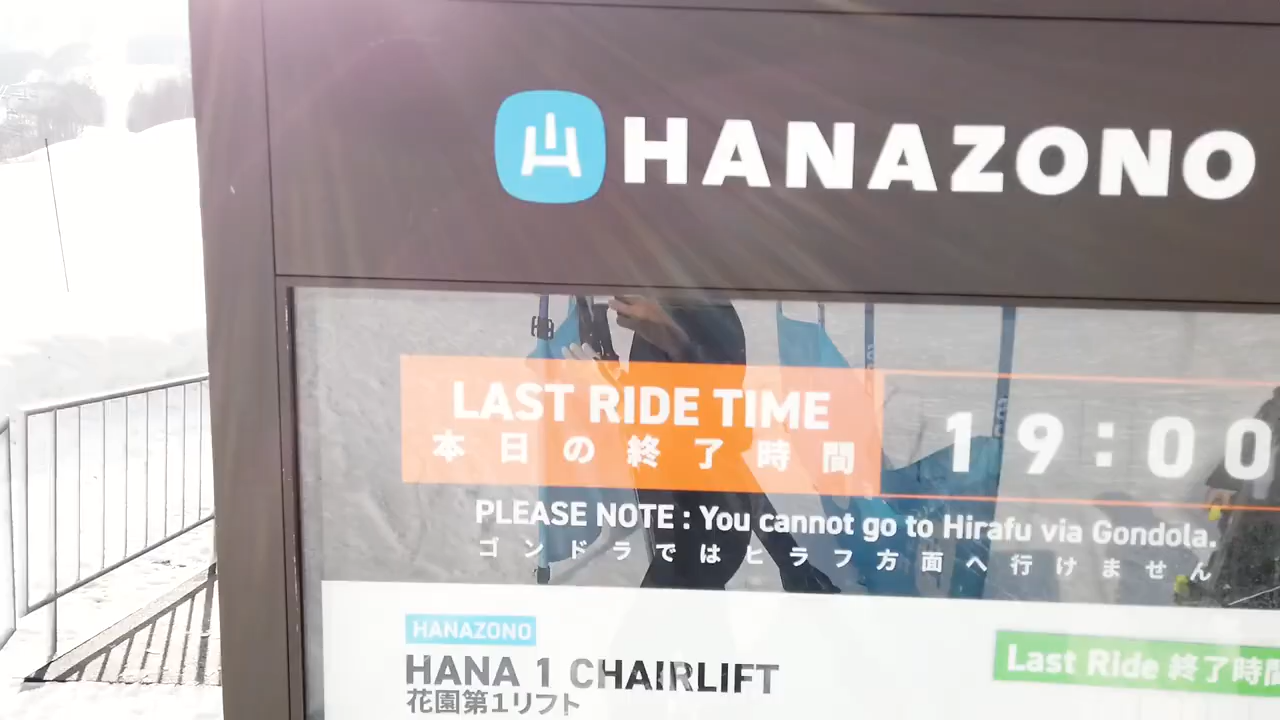 HANAZONO
LAST RIDE TIME
本日の終了時間
19:00
PLEASE NOTE : You cannot go to Hirafu via Gondola.
ゴンドラではヒラフ方面へ行けません
HANAZONO
HANA 1 CHAIRLIFT
花園第1リフト
Last Ride 終了時間